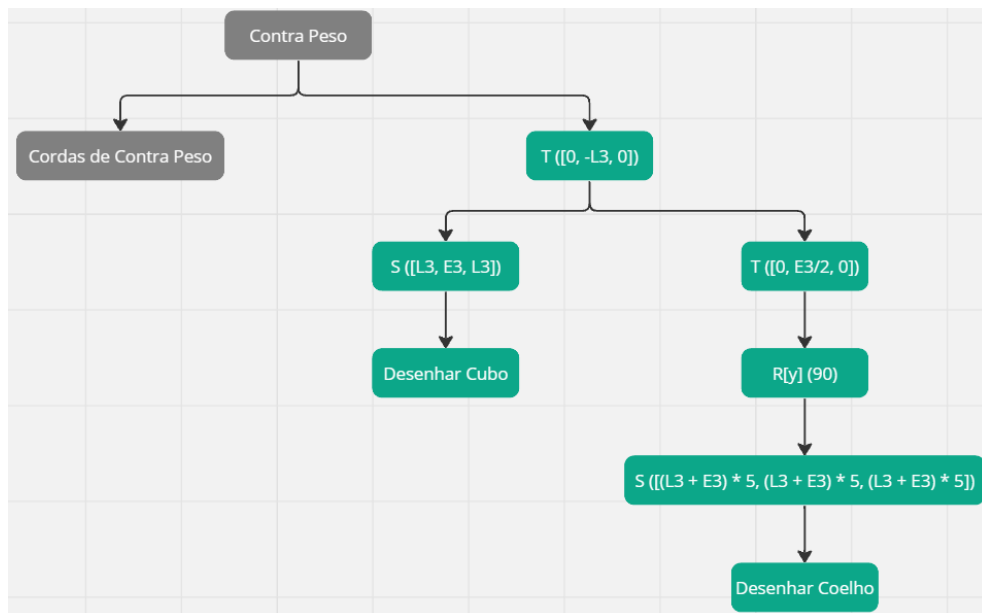 Contra Peso
Cordas de Contra Peso
T ([0, -L3, 0])
S ([L3, E3, L3])
T ([0, E3/2, 0])
Desenhar Cubo
R[y] (90)
S ([(L3 + E3) * 5, (L3 + E3) * 5, (L3 + E3) * 5])
Desenhar Coelho